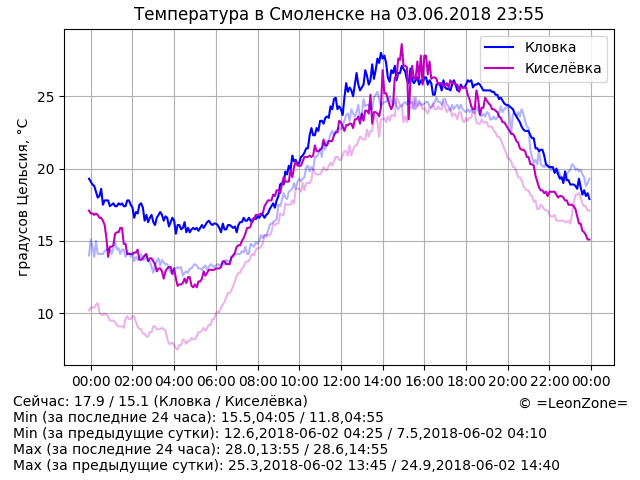 Температура в Смоленске на 03.06.2018 23:55
Кловка
Киселёвка
градусов Цельсия, °C
25
20
15
10
00:00 02:00 04:00 06:00 08:00 10:00 12:00 14:00 16:00 18:00 20:00 22:00 00:00
Сейчас: 17.9 / 15.1 (Кловка / Киселёвка)
© =LeonZone=
Min (за последние 24 часа): 15.5,04:05 / 11.8,04:55
Min (за предыдущие сутки): 12.6,2018-06-02 04:25 / 7.5,2018-06-02 04:10
Max (за последние 24 часа): 28.0,13:55 / 28.6,14:55
Max (за предыдущие сутки): 25.3,2018-06-02 13:45 / 24.9,2018-06-02 14:40